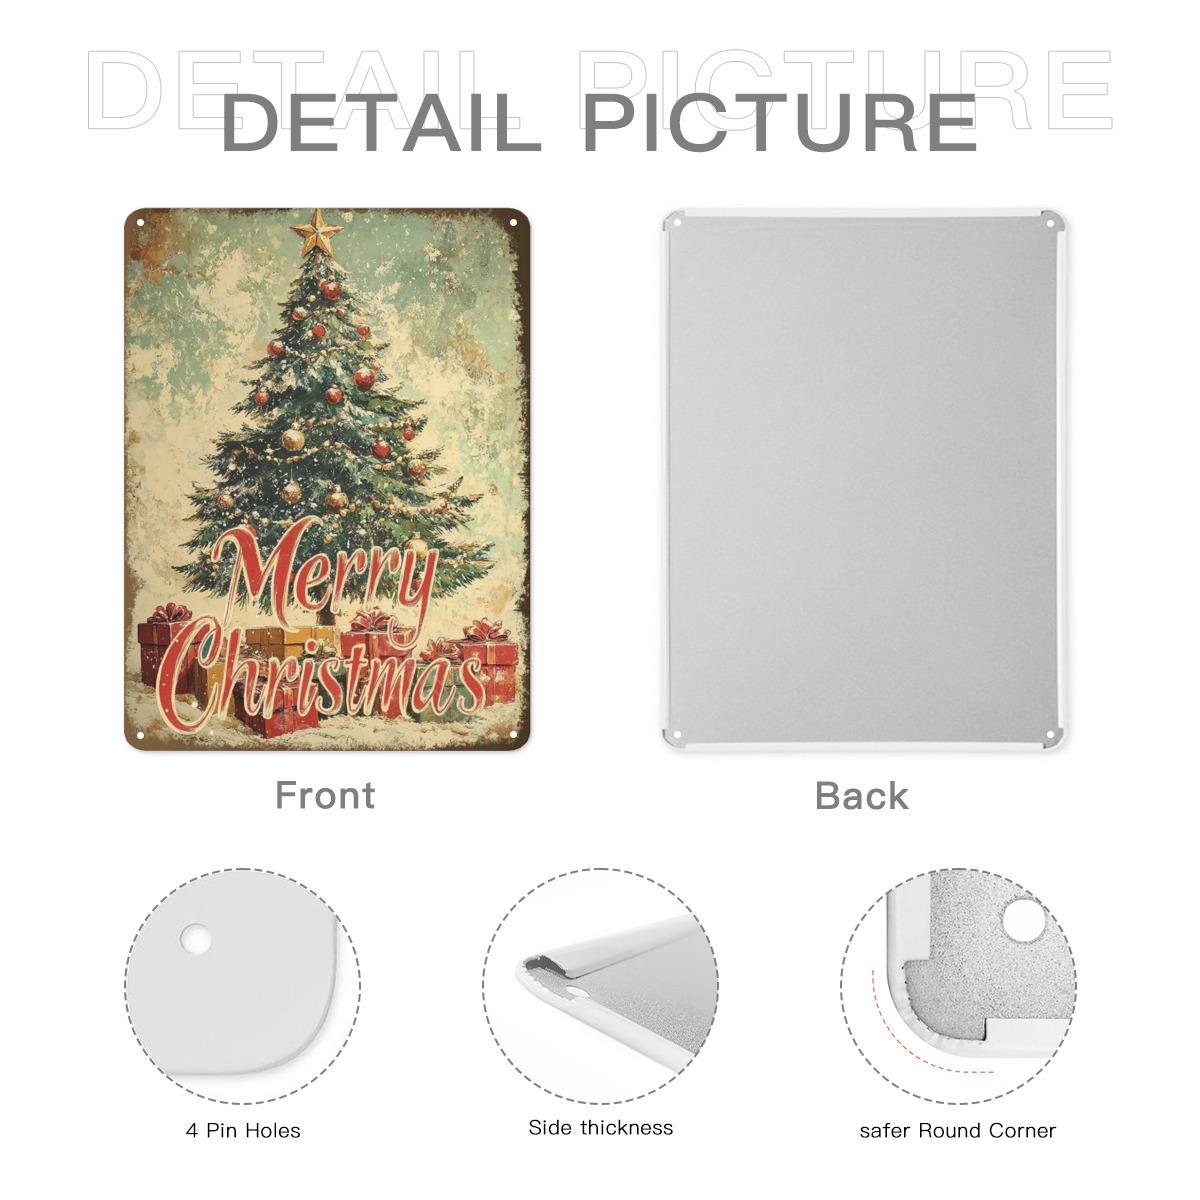 DETAIL PICTURE
DETAIL PICTURE
Merry
Christmas
Front
Back
4 Pin Holes
Side thickness
safer Round Corner